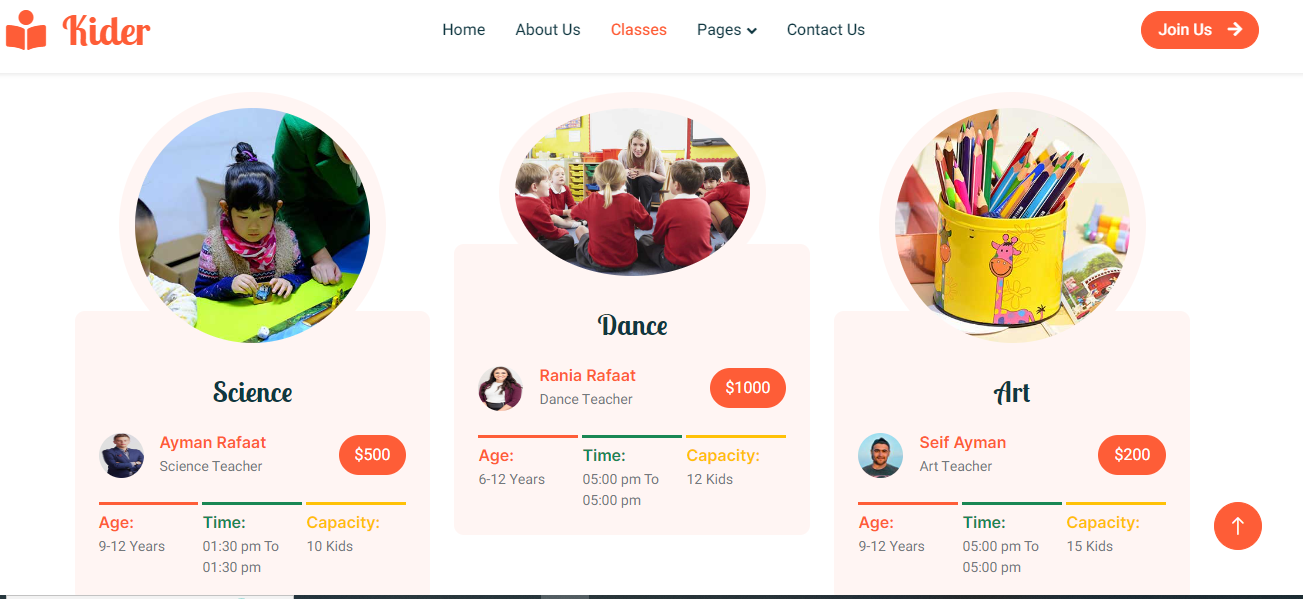 Kider
Home
About Us
Classes
Pages
Contact Us
Join Us
Science
Ayman Rafaat
Science Teacher
$500
Age:
9-12 Years
Time:
01:30 pm To
01:30 pm
Capacity:
10 Kids
Dance
Rania Rafaat
Dance Teacher
$1000
Age:
6-12 Years
Time:
05:00 pm To
05:00 pm
Capacity:
12 Kids
Art
Seif Ayman
Art Teacher
$200
Age:
9-12 Years
Time:
05:00 pm To
05:00 pm
Capacity:
15 Kids